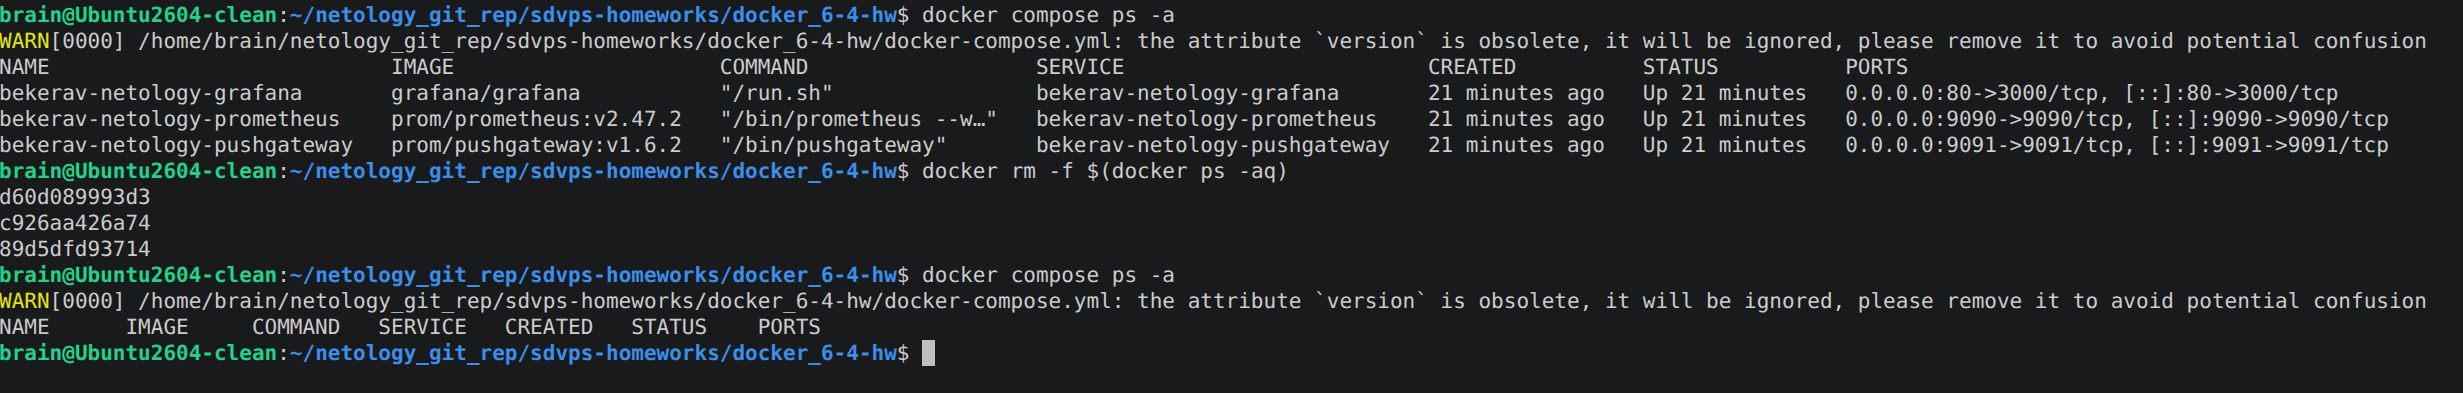 brain@Ubuntu2604-clean:~/netology_git_rep/sdvps-homeworks/docker_6-4-hw$ docker compose ps -a
WARN[0000] /home/brain/netology_git_rep/sdvps-homeworks/docker_6-4-hw/docker-compose.yml: the attribute `version` is obsolete, it will be ignored, please remove it to avoid potential confusion
NAME                           IMAGE                     COMMAND                  SERVICE                        CREATED          STATUS          PORTS
bekerav-netology-grafana       grafana/grafana           "/run.sh"                bekerav-netology-grafana       21 minutes ago   Up 21 minutes   0.0.0.0:80->3000/tcp, [::]:80->3000/tcp
bekerav-netology-prometheus    prom/prometheus:v2.47.2   "/bin/prometheus --w…"   bekerav-netology-prometheus    21 minutes ago   Up 21 minutes   0.0.0.0:9090->9090/tcp, [::]:9090->9090/tcp
bekerav-netology-pushgateway   prom/pushgateway:v1.6.2   "/bin/pushgateway"       bekerav-netology-pushgateway   21 minutes ago   Up 21 minutes   0.0.0.0:9091->9091/tcp, [::]:9091->9091/tcp
brain@Ubuntu2604-clean:~/netology_git_rep/sdvps-homeworks/docker_6-4-hw$ docker rm -f $(docker ps -aq)
d60d089993d3
c926aa426a74
89d5dfd93714
brain@Ubuntu2604-clean:~/netology_git_rep/sdvps-homeworks/docker_6-4-hw$ docker compose ps -a
WARN[0000] /home/brain/netology_git_rep/sdvps-homeworks/docker_6-4-hw/docker-compose.yml: the attribute `version` is obsolete, it will be ignored, please remove it to avoid potential confusion
NAME      IMAGE     COMMAND   SERVICE   CREATED   STATUS    PORTS
brain@Ubuntu2604-clean:~/netology_git_rep/sdvps-homeworks/docker_6-4-hw$